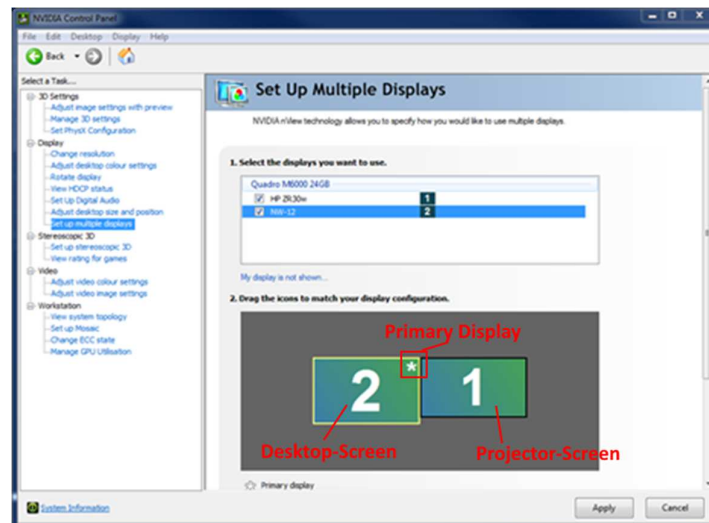 NVIDIA Control Panel
File Edit Desktop Display Help
Back
Select a Task...
3D Settings
Adjust image settings with preview
Manage 3D settings
Set PhysX Configuration
Display
Change resolution
Adjust desktop colour settings
Rotate display
View HDCP status
Set Up Digital Audio
Adjust desktop size and position
Set up multiple displays
Stereoscopic 3D
Set up stereoscopic 3D
View rating for games
Video
Adjust video colour settings
Adjust video image settings
Workstation
View system topology
Set up Mosaic
Change ECC state
Manage GPU Utilisation
Set Up Multiple Displays
NVIDIA nView technology allows you to specify how you would like to use multiple displays.
1. Select the displays you want to use.
Quadro M6000 24GB
HP ZR30w 1
NW-12 2
My display is not shown...
2. Drag the icons to match your display configuration.
Primary Display
2 * 1
Desktop-Screen Projector-Screen
Primary display
System Information
Apply Cancel